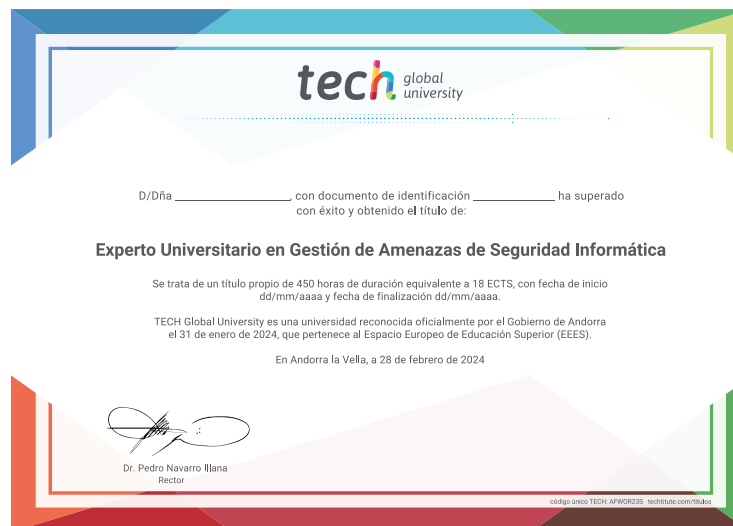 tech global university
D/Dña ______________, con documento de identificación ____________ ha superado
con éxito y obtenido el título de:
Experto Universitario en Gestión de Amenazas de Seguridad Informática
Se trata de un título propio de 450 horas de duración equivalente a 18 ECTS, con fecha de inicio
dd/mm/aaaa y fecha de finalización dd/mm/aaaa.
TECH Global University es una universidad reconocida oficialmente por el Gobierno de Andorra
el 31 de enero de 2024, que pertenece al Espacio Europeo de Educación Superior (EEES).
En Andorra la Vella, a 28 de febrero de 2024
Dr. Pedro Navarro Illana
Rector
código único TECH: AFWOR23S techtitute.com/titulos